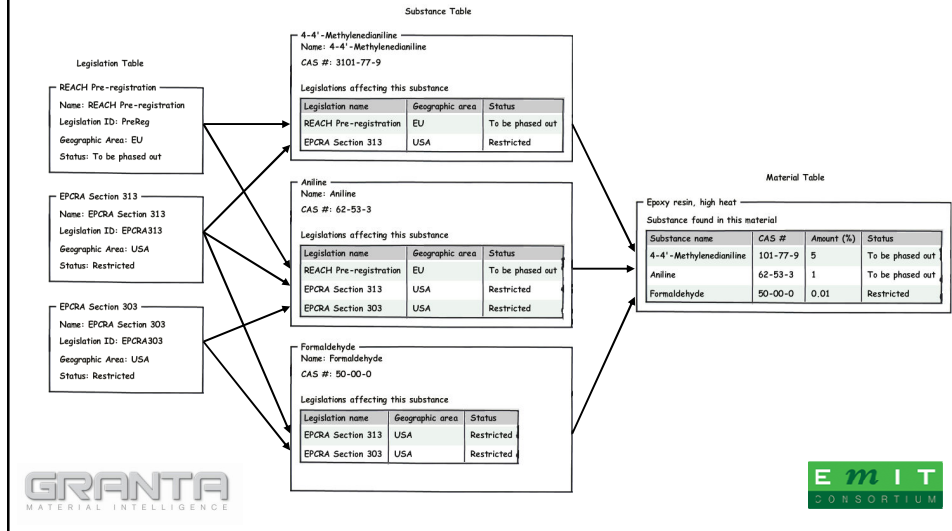 Substance Table
Legislation Table
REACH Pre-registration
Name: REACH Pre-registration
Legislation ID: PreReg
Geographic Area: EU
Status: To be phased out
EPCRA Section 313
Name: EPCRA Section 313
Legislation ID: EPCRA313
Geographic Area: USA
Status: Restricted
EPCRA Section 303
Name: EPCRA Section 303
Legislation ID: EPCRA303
Geographic Area: USA
Status: Restricted
4-4'-Methylenedianiline
Name: 4-4'-Methylenedianiline
CAS #: 3101-77-9
Legislations affecting this substance
Legislation name Geographic area Status
REACH Pre-registration EU To be phased out
EPCRA Section 313 USA Restricted
Aniline
Name: Aniline
CAS #: 62-53-3
Legislations affecting this substance
Legislation name Geographic area Status
REACH Pre-registration EU To be phased out
EPCRA Section 313 USA Restricted
EPCRA Section 303 USA Restricted
Formaldehyde
Name: Formaldehyde
CAS #: 50-00-0
Legislations affecting this substance
Legislation name Geographic area Status
EPCRA Section 313 USA Restricted
EPCRA Section 303 USA Restricted
Material Table
Epoxy resin, high heat
Substance found in this material
Substance name CAS # Amount (%) Status
4-4'-Methylenedianiline 101-77-9 5 To be phased out
Aniline 62-53-3 1 To be phased out
Formaldehyde 50-00-0 0.01 Restricted
GRANTA
MATERIAL INTELLIGENCE
EmIT
CONSORTIUM